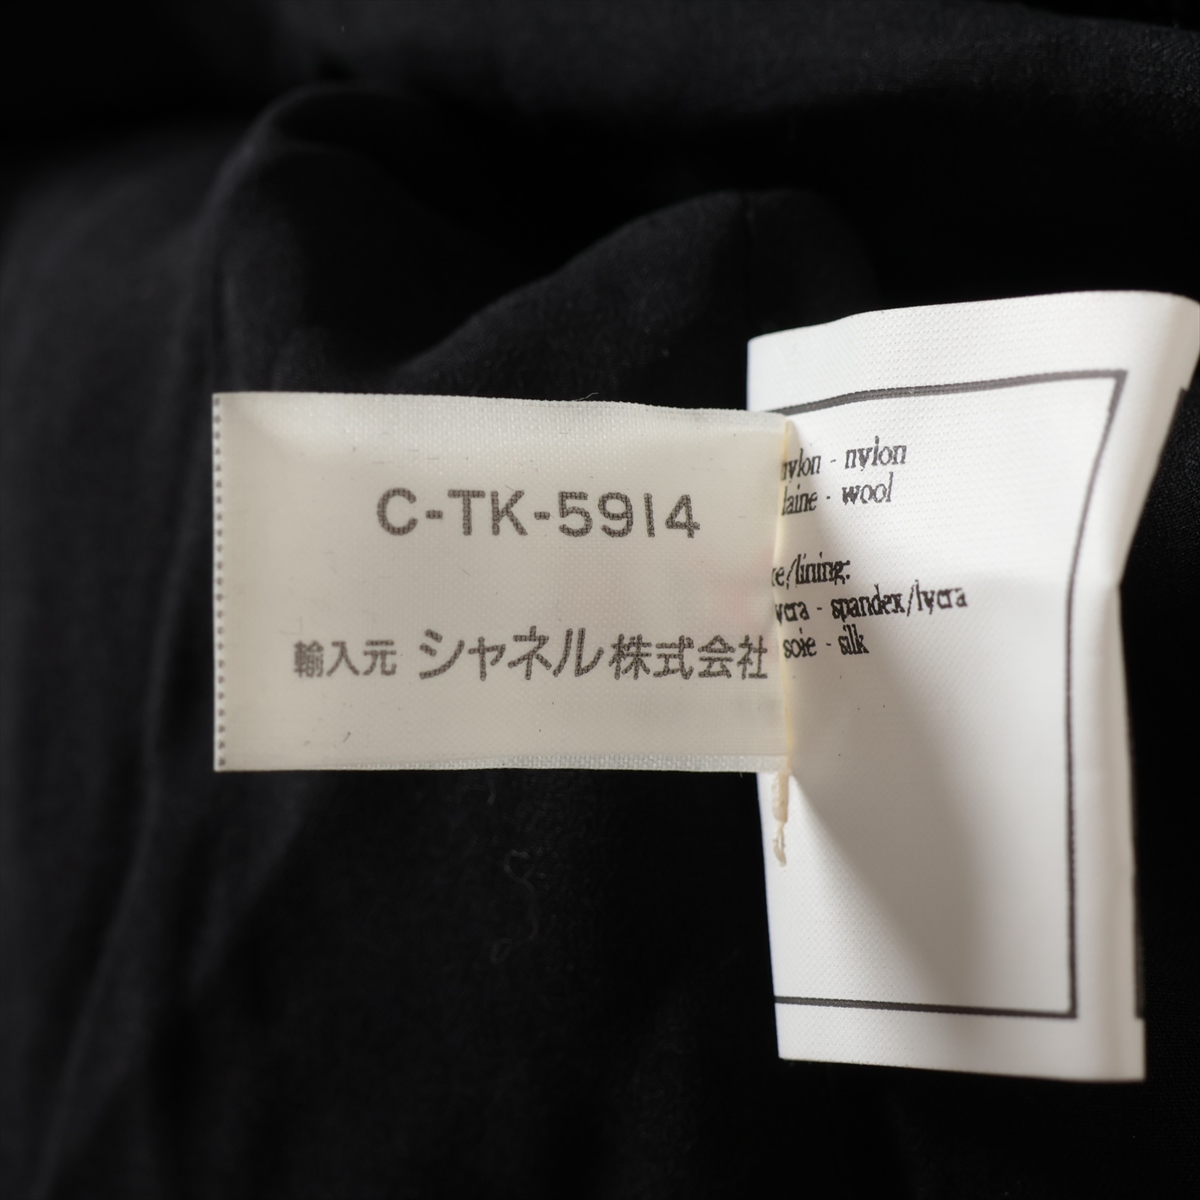 C-TK-5914
輸入元 シャネル株式会社
nylon - nylon
laine - wool
/lining:
- spandex/lycra
soie - silk